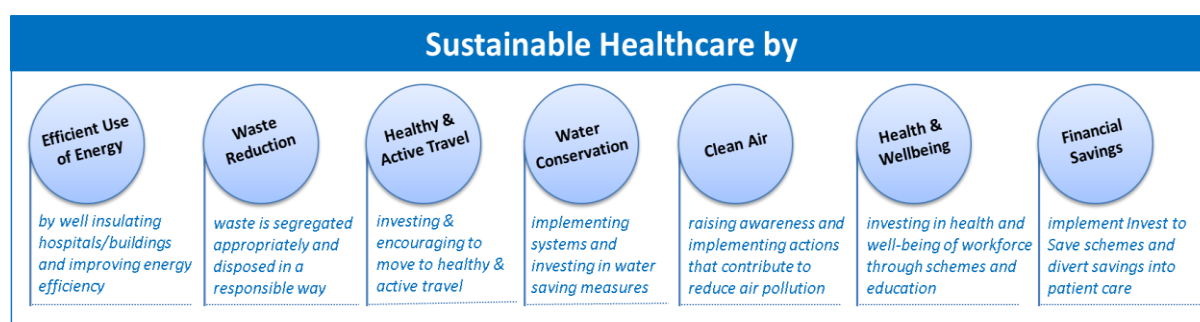 Sustainable Healthcare by
Efficient Use
of Energy
by well insulating
hospitals/buildings
and improving energy
efficiency
Waste
Reduction
waste is segregated
appropriately and
disposed in a
responsible way
Healthy &
Active Travel
investing &
encouraging to
move to healthy &
active travel
Water
Conservation
implementing
systems and
investing in water
saving measures
Clean Air
raising awareness and
implementing actions
that contribute to
reduce air pollution
Health &
Wellbeing
investing in health and
well-being of workforce
through schemes and
education
Financial
Savings
implement Invest to
Save schemes and
divert savings into
patient care